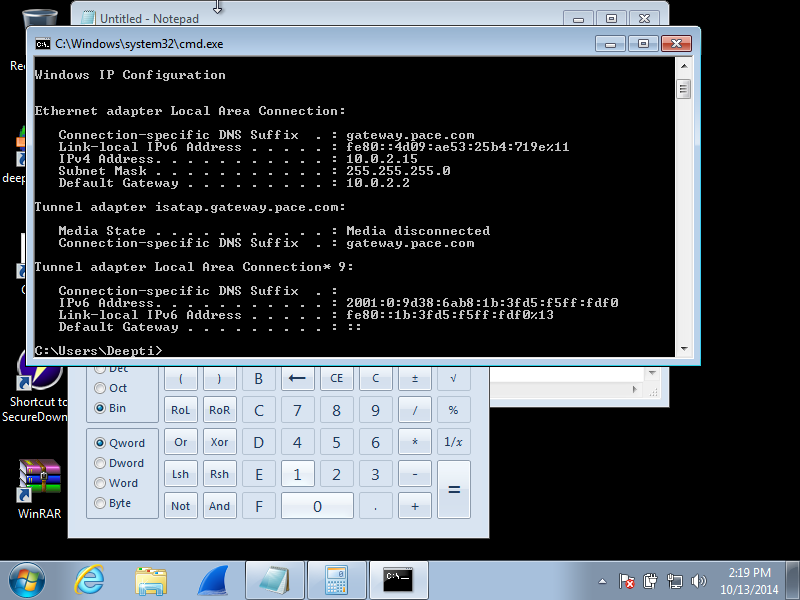 Untitled - Notepad
C:\Windows\system32\cmd.exe
Windows IP Configuration
Ethernet adapter Local Area Connection:
Connection-specific DNS Suffix . : gateway.pace.com
Link-local IPv6 Address . . . . . : fe80::4d09:ae53:25b4:719e%11
IPv4 Address. . . . . . . . . . . : 10.0.2.15
Subnet Mask . . . . . . . . . . . : 255.255.255.0
Default Gateway . . . . . . . . . : 10.0.2.2
Tunnel adapter isatap.gateway.pace.com:
Media State . . . . . . . . . . . : Media disconnected
Connection-specific DNS Suffix . : gateway.pace.com
Tunnel adapter Local Area Connection* 9:
Connection-specific DNS Suffix . :
IPv6 Address. . . . . . . . . . . : 2001:0:9d38:6ab8:1b:3fd5:f5ff:fdf0
Link-local IPv6 Address . . . . . : fe80::1b:3fd5:f5ff:fdf0%13
Default Gateway . . . . . . . . . : ::
C:\Users\Deepti>
Rec
deep
Shortcut to
SecureDown
WinRAR
Dec
Oct
Bin
Qword
Dword
Word
Byte
( ) B ← CE C ± √
RoL RoR C 7 8 9 / %
Or Xor D 4 5 6 * 1/x
Lsh Rsh E 1 2 3 - =
Not And F 0 . +
C:\_
2:19 PM
10/13/2014